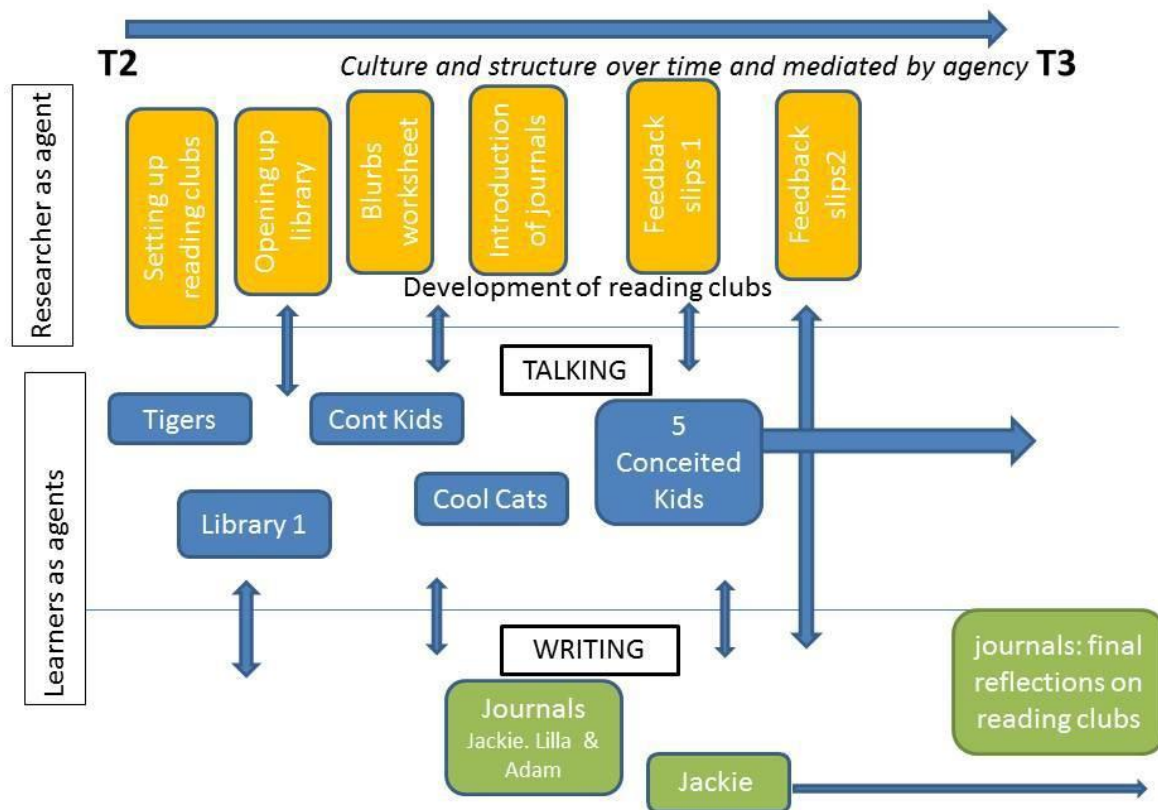 T2
Culture and structure over time and mediated by agency T3
Researcher as agent
Setting up
reading clubs
Opening up
library
Blurbs
worksheet
Introduction
of journals
Feedback
slips 1
Feedback
slips2
Development of reading clubs
Learners as agents
TALKING
Tigers
Cont Kids
5
Conceited
Kids
Cool Cats
Library 1
WRITING
Journals
Jackie. Lilla &
Adam
Jackie
journals: final
reflections on
reading clubs